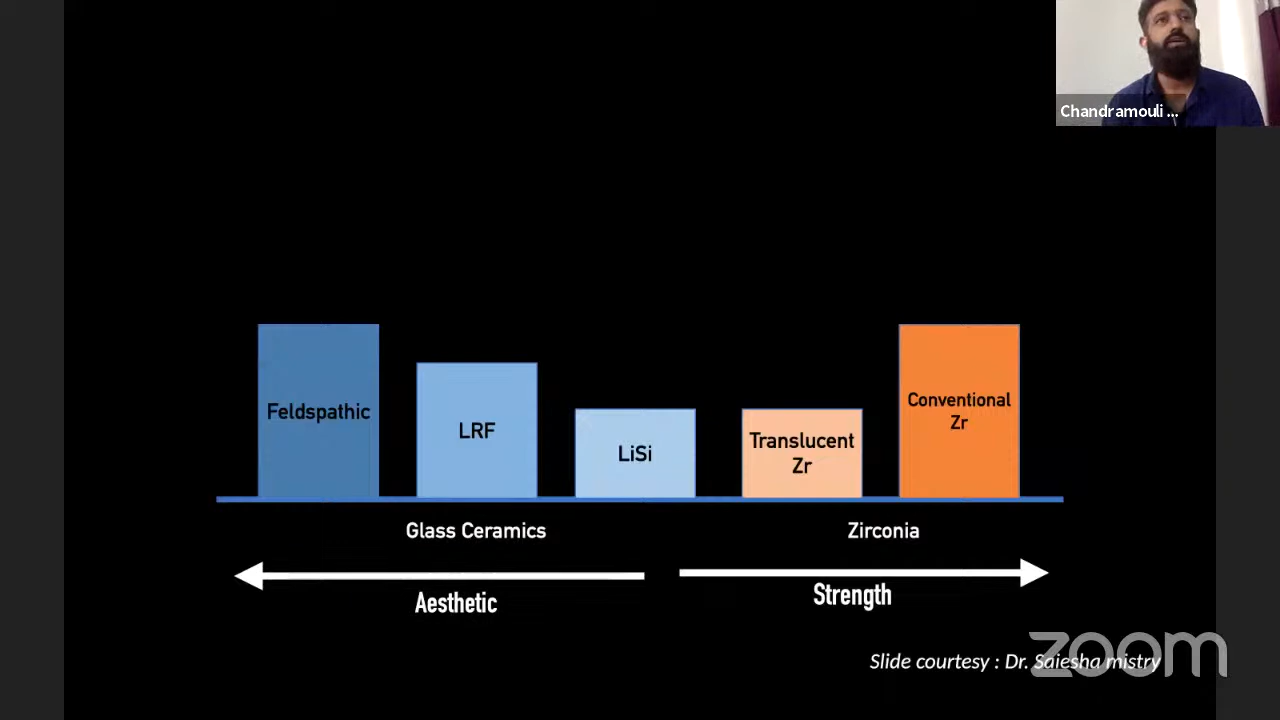 Chandramouli ...
Feldspathic
LRF
LiSi
Translucent
Zr
Conventional
Zr
Glass Ceramics
Zirconia
Aesthetic
Strength
Slide courtesy : Dr. Saiesha mistry
zoom